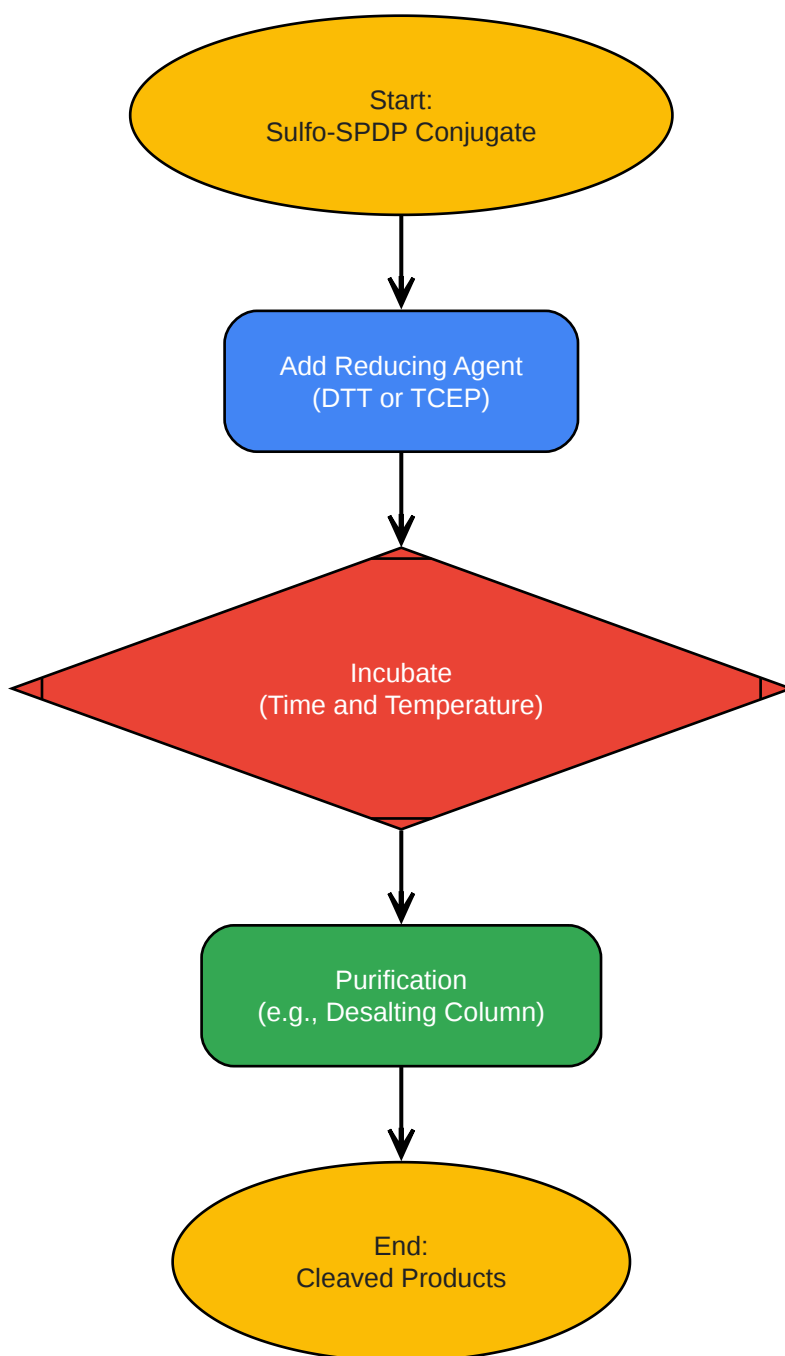 Start:
Sulfo-SPDP Conjugate
Add Reducing Agent
(DTT or TCEP)
Incubate
(Time and Temperature)
Purification
(e.g., Desalting Column)
End:
Cleaved Products